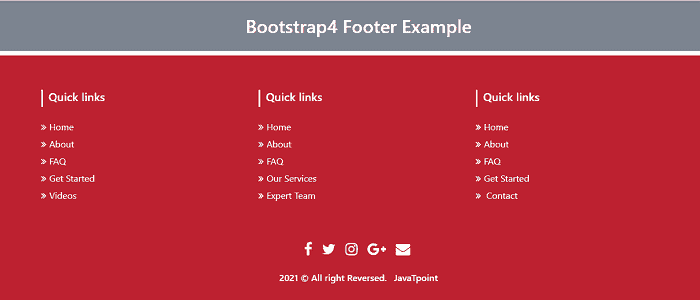 Bootstrap4 Footer Example
Quick links
» Home
» About
» FAQ
» Get Started
» Videos
Quick links
» Home
» About
» FAQ
» Our Services
» Expert Team
Quick links
» Home
» About
» FAQ
» Get Started
» Contact
2021 © All right Reversed. JavaTpoint